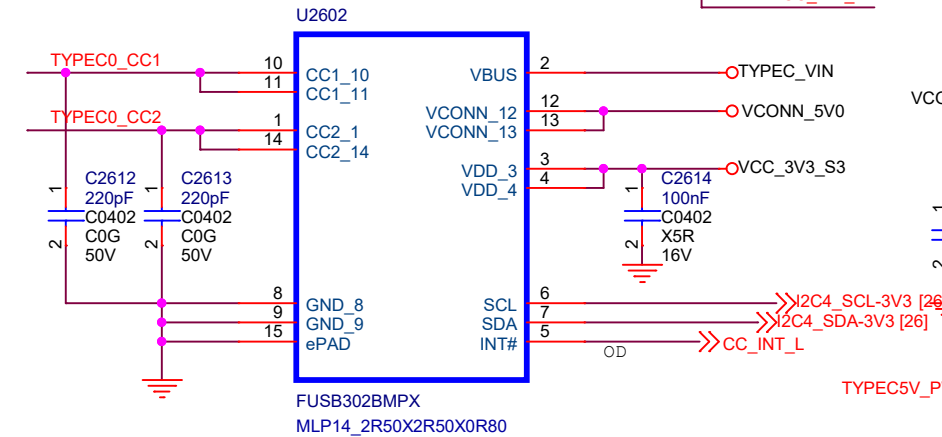 U2602
TYPEC0_CC1
10
CC1_10
11
CC1_11
TYPEC0_CC2
1
CC2_1
14
CC2_14
VBUS
2
TYPEC_VIN
VCONN_12
12
VCONN_5V0
VCONN_13
13
VDD_3
3
VCC_3V3_S3
VDD_4
4
C2612
220pF
C0402
C0G
50V
1
2
C2613
220pF
C0402
C0G
50V
1
2
C2614
100nF
C0402
X5R
16V
1
2
8
GND_8
9
GND_9
15
ePAD
SCL
6
I2C4_SCL-3V3 [26
SDA
7
I2C4_SDA-3V3 [26]
INT#
5
OD
CC_INT_L
FUSB302BMPX
MLP14_2R50X2R50X0R80
VCC
1
2
TYPEC5V_P